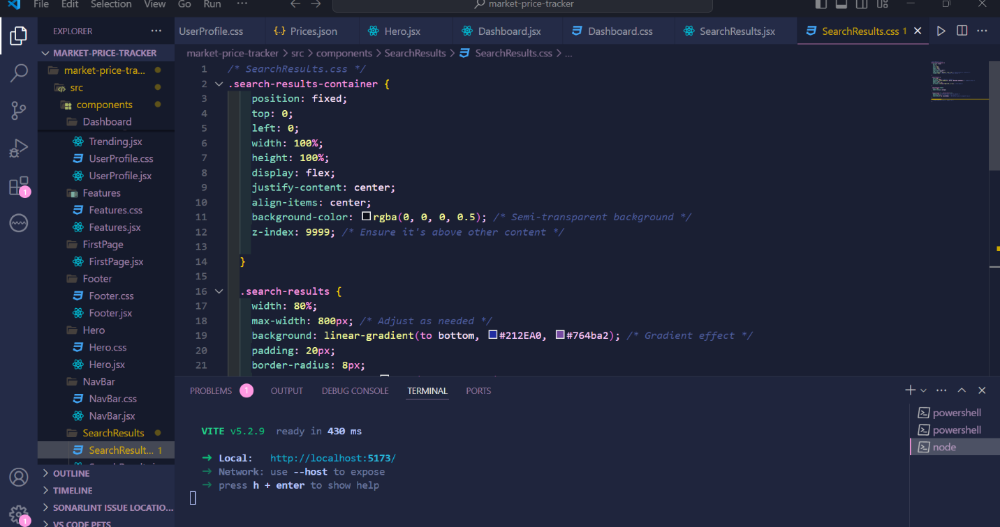 File Edit Selection View Go Run ···
market-price-tracker
EXPLORER ···
UserProfile.css
{..} Prices.json
Hero.jsx
Dashboard.jsx
Dashboard.css
SearchResults.jsx
SearchResults.css 1
MARKET-PRICE-TRACKER
market-price-tra...
src
components
Dashboard
Trending.jsx
UserProfile.css
UserProfile.jsx
Features
Features.css
Features.jsx
FirstPage
FirstPage.jsx
Footer
Footer.css
Footer.jsx
Hero
Hero.css
Hero.jsx
NavBar
NavBar.css
NavBar.jsx
SearchResults
SearchResult... 1
OUTLINE
TIMELINE
SONARLINT ISSUE LOCATIO...
VS CODE PETS
1
1
market-price-tracker > src > components > SearchResults > SearchResults.css > ...
1 /* SearchResults.css */
2 .search-results-container {
3 position: fixed;
4 top: 0;
5 left: 0;
6 width: 100%;
7 height: 100%;
8 display: flex;
9 justify-content: center;
10 align-items: center;
11 background-color: rgba(0, 0, 0, 0.5); /* Semi-transparent background */
12 z-index: 9999; /* Ensure it's above other content */
13
14 }
15
16 .search-results {
17 width: 80%;
18 max-width: 800px; /* Adjust as needed */
19 background: linear-gradient(to bottom, #212EA0, #764ba2); /* Gradient effect */
20 padding: 20px;
21 border-radius: 8px;
PROBLEMS 1 OUTPUT DEBUG CONSOLE TERMINAL PORTS
VITE v5.2.9 ready in 430 ms
➜ Local: http://localhost:5173/
➜ Network: use --host to expose
➜ press h + enter to show help
powershell
powershell
node